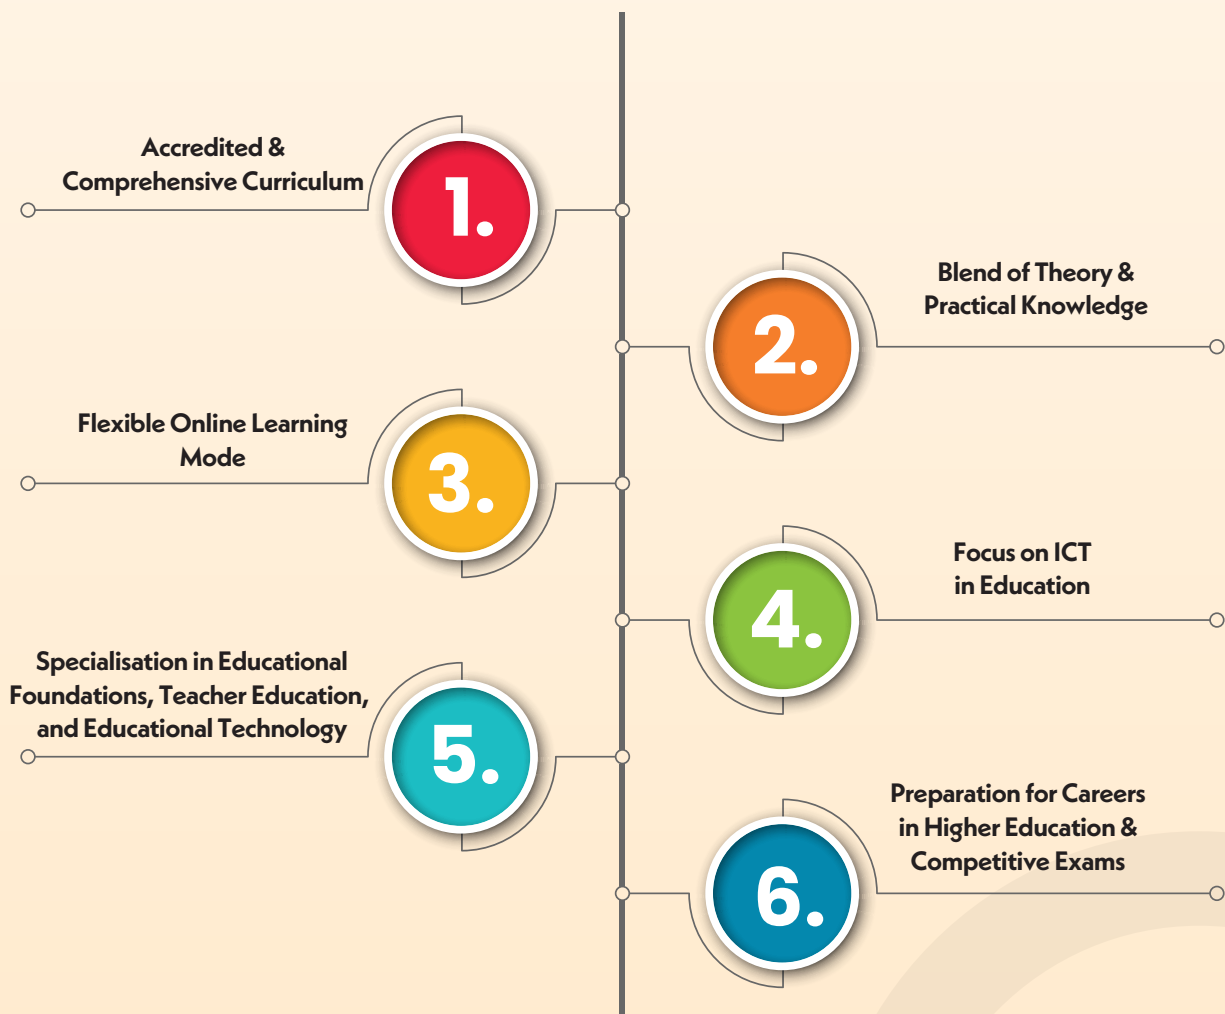 Accredited &
Comprehensive Curriculum
1.
Blend of Theory &
Practical Knowledge
2.
Flexible Online Learning
Mode
3.
Focus on ICT
in Education
4.
Specialisation in Educational
Foundations, Teacher Education,
and Educational Technology
5.
Preparation for Careers
in Higher Education &
Competitive Exams
6.